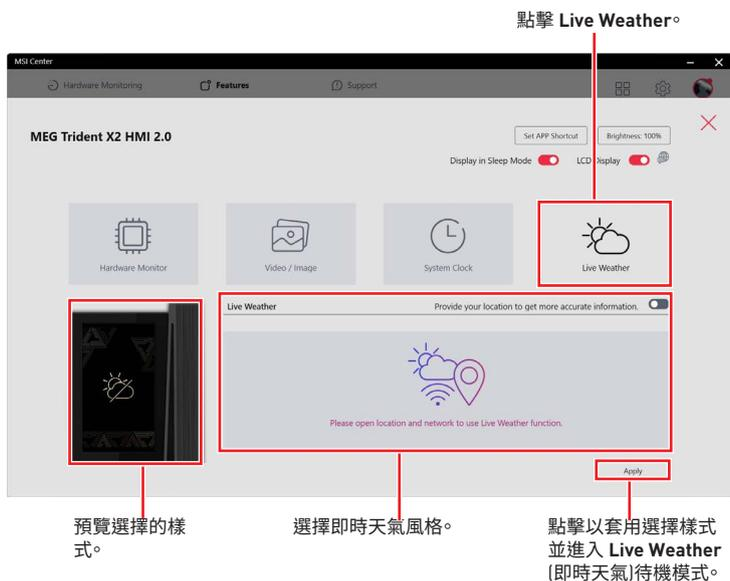 點擊 Live Weather。
MSI Center
Hardware Monitoring
Features
Support
MEG Trident X2 HMI 2.0
Set APP Shortcut
Brightness: 100%
Display in Sleep Mode
LCD Display
Hardware Monitor
Video / Image
System Clock
Live Weather
Live Weather
Provide your location to get more accurate information.
Please open location and network to use Live Weather function.
Apply
預覽選擇的樣
式。
選擇即時天氣風格。
點擊以套用選擇樣式
並進入 Live Weather
(即時天氣)待機模式。